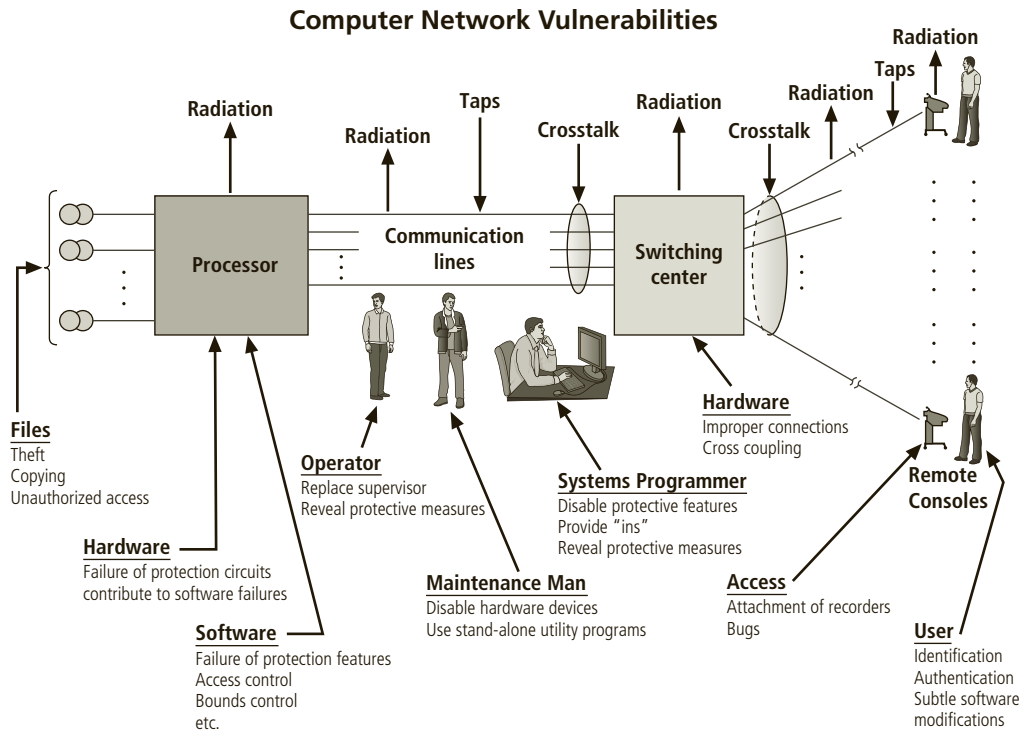 Computer Network Vulnerabilities
Radiation
Taps
Radiation
Crosstalk
Radiation
Crosstalk
Radiation
Taps
Radiation
Processor
Communication
lines
Switching
center
Files
Theft
Copying
Unauthorized access
Hardware
Failure of protection circuits
contribute to software failures
Software
Failure of protection features
Access control
Bounds control
etc.
Operator
Replace supervisor
Reveal protective measures
Maintenance Man
Disable hardware devices
Use stand-alone utility programs
Systems Programmer
Disable protective features
Provide “ins”
Reveal protective measures
Hardware
Improper connections
Cross coupling
Access
Attachment of recorders
Bugs
Remote
Consoles
User
Identification
Authentication
Subtle software
modifications